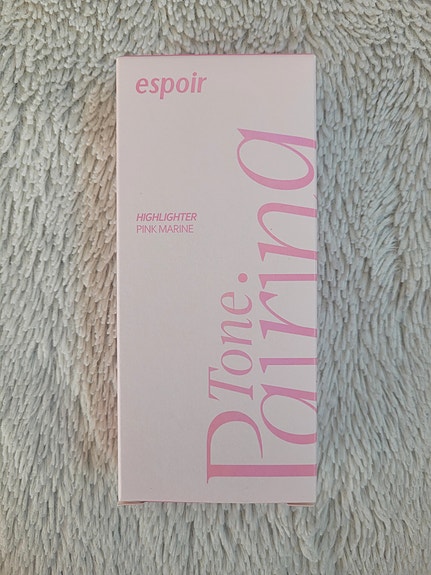 espoir
HIGHLIGHTER
PINK MARINE
Tone.
Pairing